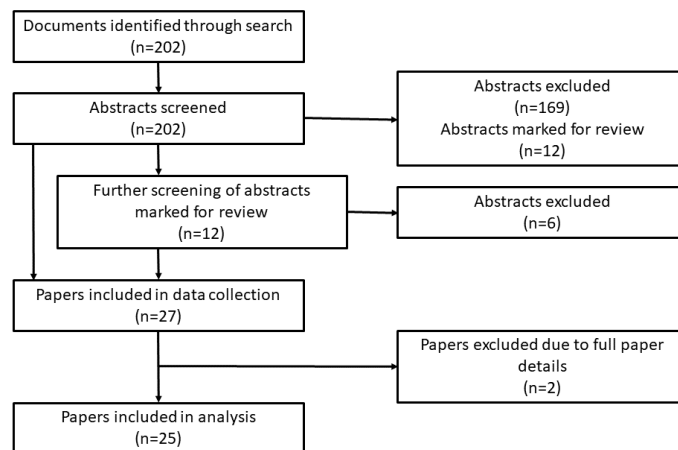 Documents identified through search
(n=202)
Abstracts screened
(n=202)
Abstracts excluded
(n=169)
Abstracts marked for review
(n=12)
Further screening of abstracts
marked for review
(n=12)
Abstracts excluded
(n=6)
Papers included in data collection
(n=27)
Papers excluded due to full paper
details
(n=2)
Papers included in analysis
(n=25)